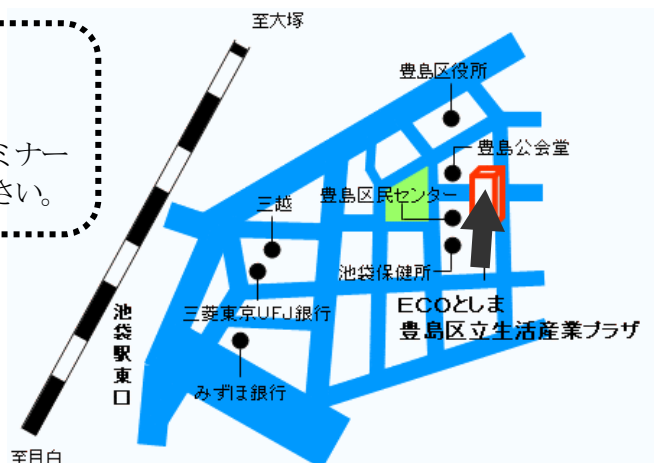 至大塚
豊島区役所
ミナー
さい。
豊島公会堂
豊島区民センター
三越
池袋保健所
ECOとしま
豊島区立生活産業プラザ
三菱東京UFJ銀行
池袋駅東口
みずほ銀行
至目白